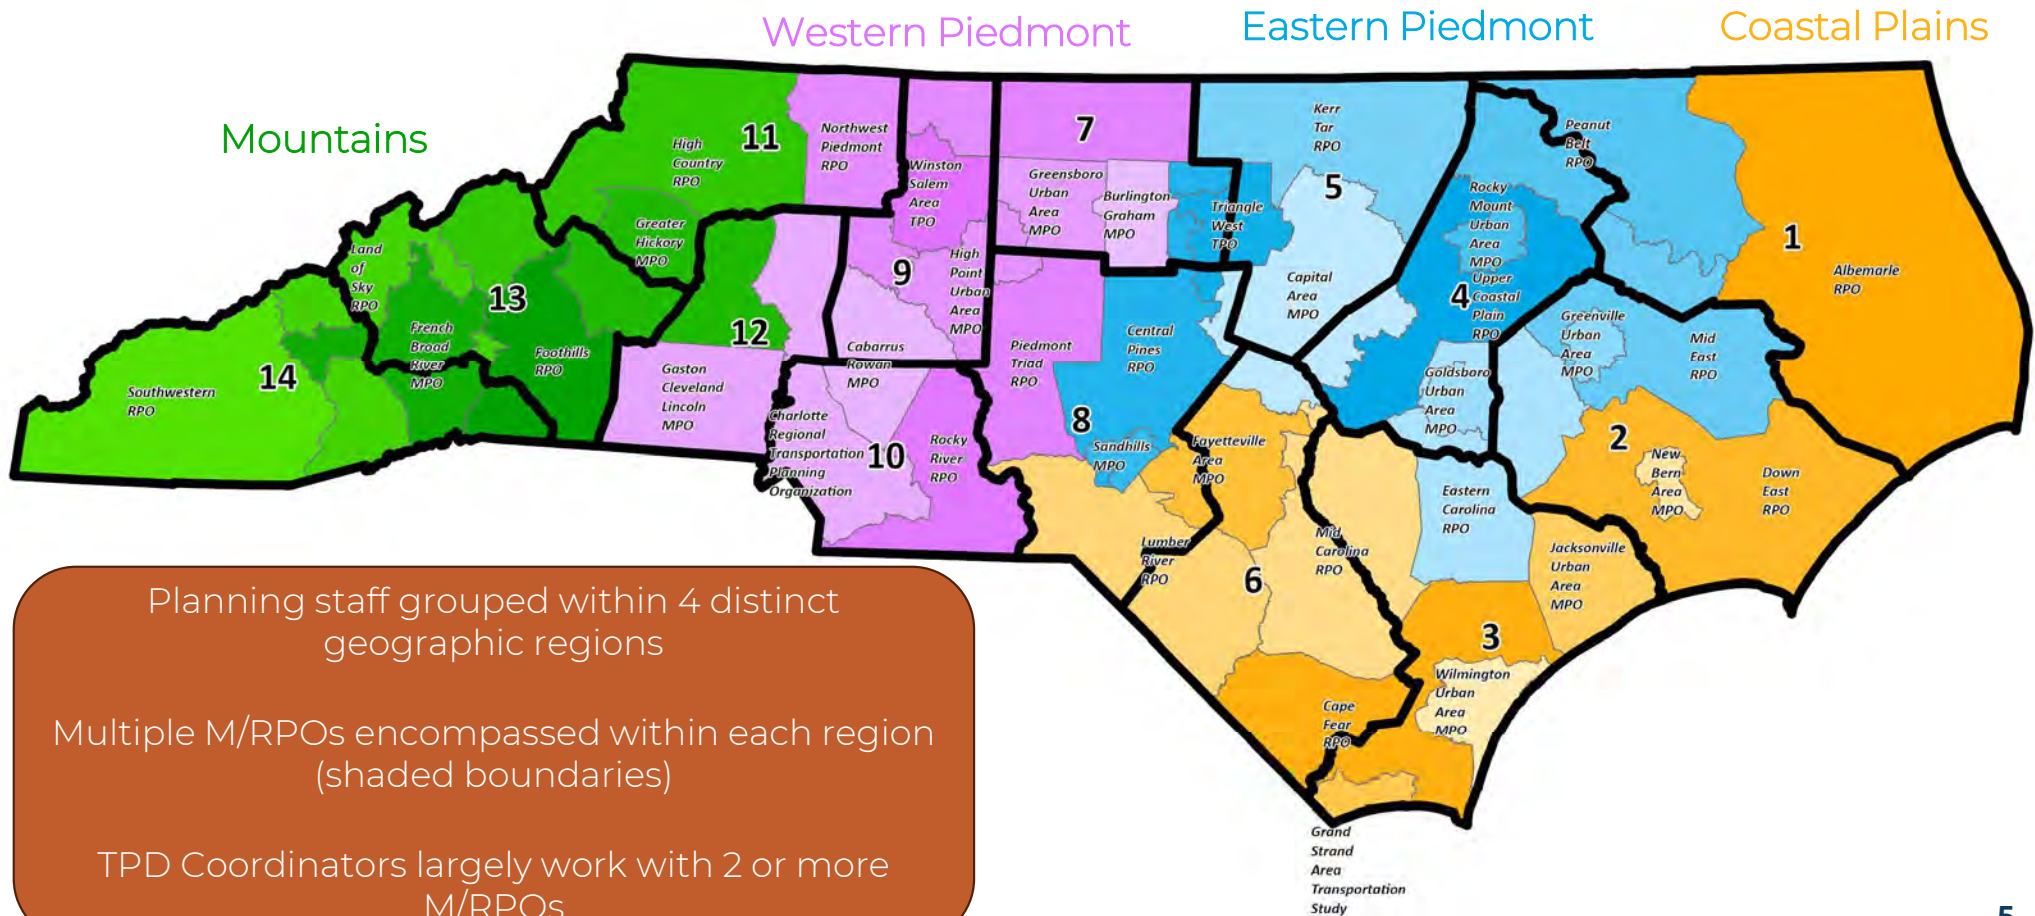 Western Piedmont
Eastern Piedmont
Coastal Plains
Mountains
11
High
Country
RPO
Northwest
Piedmont
RPO
Winston
Salem
Area
TPO
7
Greensboro
Urban
Area
MPO
Burlington
Graham
MPO
Triangle
West
TPO
Kerr
Tar
RPO
5
Capital
Area
MPO
Peanut
Belt
RPO
Rocky
Mount
Urban
Area
MPO
4
Upper
Coastal
Plain
RPO
1
Albemarle
RPO
Greater
Hickory
MPO
Land
of
Sky
RPO
13
French
Broad
River
MPO
Foothills
RPO
14
Southwestern
RPO
12
Gaston
Cleveland
Lincoln
MPO
9
High
Point
Urban
Area
MPO
Cabarrus
Rowan
MPO
Charlotte
Regional
Transportation
Planning
Organization
10
Rocky
River
RPO
Piedmont
Triad
RPO
8
Central
Pines
RPO
Sandhills
MPO
Fayetteville
Area
MPO
Goldsboro
Urban
Area
MPO
Greenville
Urban
Area
MPO
Mid
East
RPO
2
New
Bern
Area
MPO
Down
East
RPO
Eastern
Carolina
RPO
Jacksonville
Urban
Area
MPO
Lumber
River
RPO
6
Mid
Carolina
RPO
3
Wilmington
Urban
Area
MPO
Cape
Fear
RPO
Grand
Strand
Area
Transportation
Study
Planning staff grouped within 4 distinct
geographic regions
Multiple M/RPOs encompassed within each region
(shaded boundaries)
TPD Coordinators largely work with 2 or more
M/RPOs
5